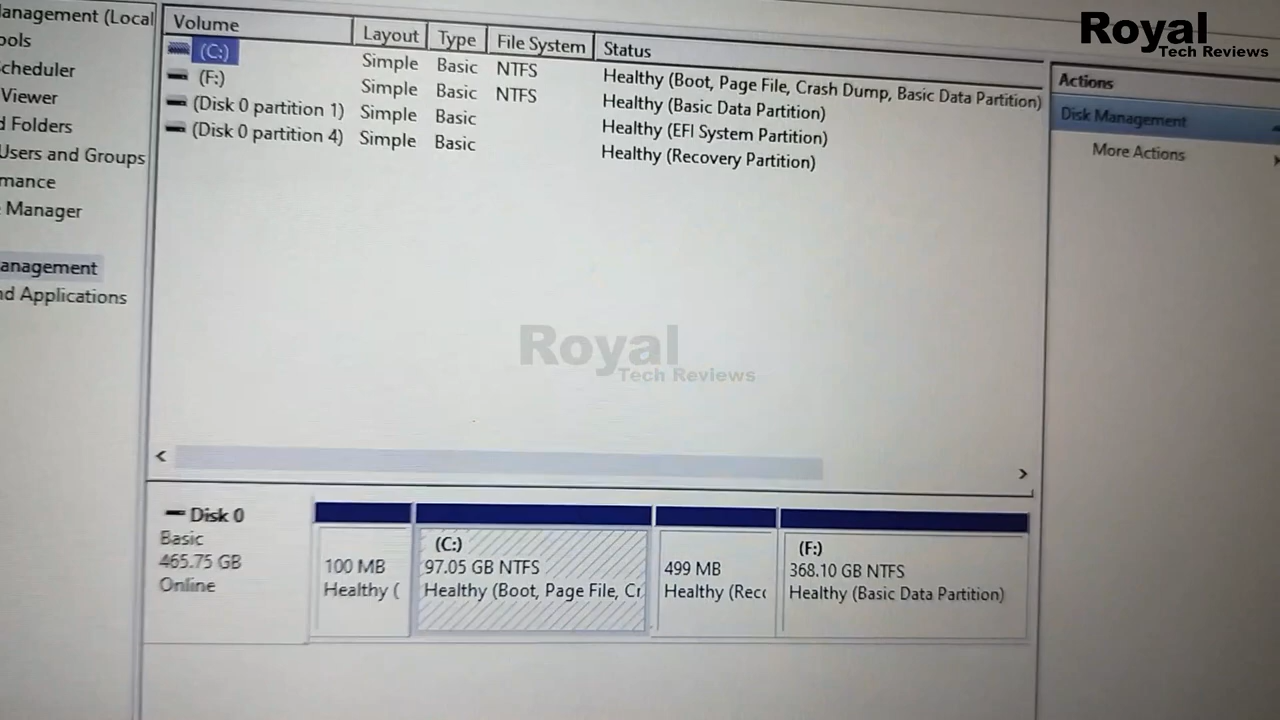 Royal
Tech Reviews
anagement (Local
ools
cheduler
Viewer
d Folders
Users and Groups
mance
Manager
anagement
nd Applications
Volume Layout Type File System Status
(C:) Simple Basic NTFS Healthy (Boot, Page File, Crash Dump, Basic Data Partition)
(F:) Simple Basic NTFS Healthy (Basic Data Partition)
(Disk 0 partition 1) Simple Basic Healthy (EFI System Partition)
(Disk 0 partition 4) Simple Basic Healthy (Recovery Partition)
Actions
Disk Management
More Actions
Royal
Tech Reviews
Disk 0
Basic
465.75 GB
Online
100 MB
Healthy (
(C:)
97.05 GB NTFS
Healthy (Boot, Page File, Cr
499 MB
Healthy (Reco
(F:)
368.10 GB NTFS
Healthy (Basic Data Partition)